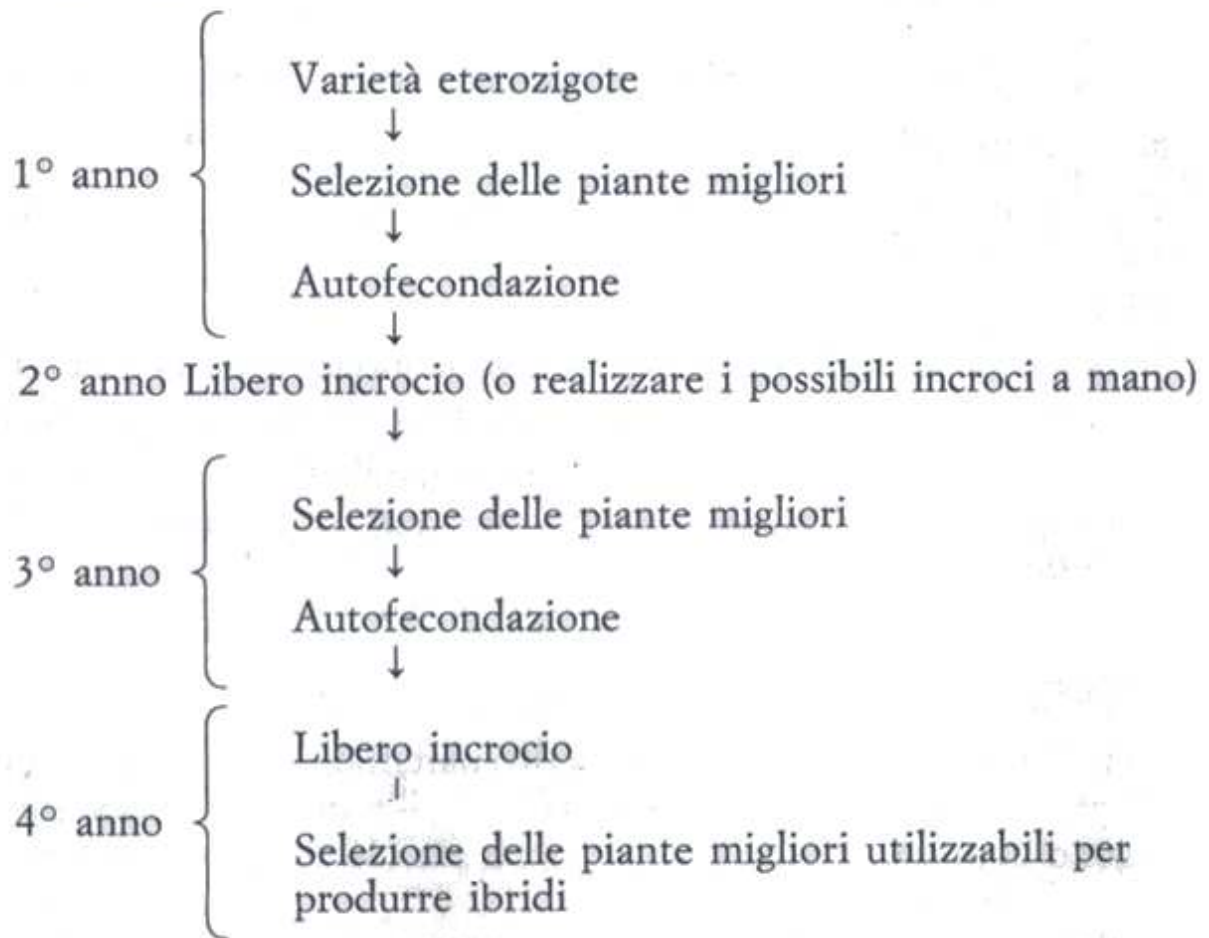 Varietà eterozigote
↓
1° anno
Selezione delle piante migliori
↓
Autofecondazione
↓
2° anno Libero incrocio (o realizzare i possibili incroci a mano)
↓
Selezione delle piante migliori
↓
3° anno
Autofecondazione
↓
Libero incrocio
4° anno
Selezione delle piante migliori utilizzabili per
produrre ibridi